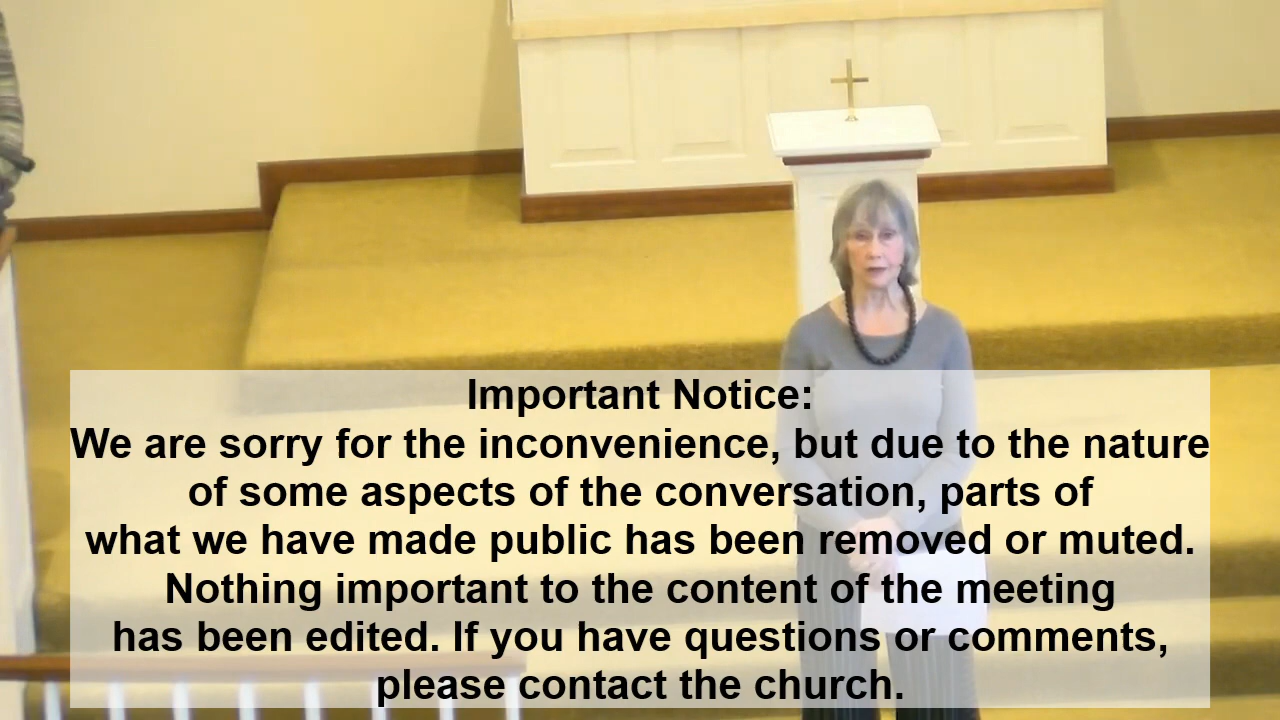 Important Notice:
We are sorry for the inconvenience, but due to the nature
of some aspects of the conversation, parts of
what we have made public has been removed or muted.
Nothing important to the content of the meeting
has been edited. If you have questions or comments,
please contact the church.